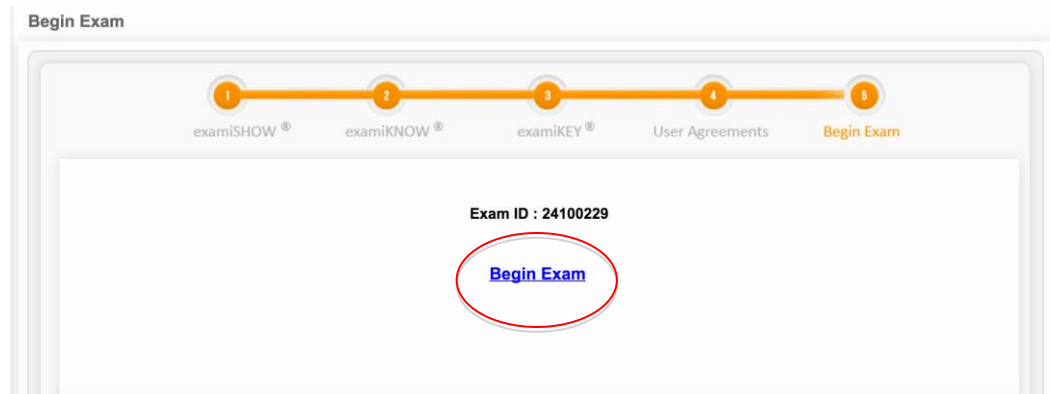 Begin Exam
1 2 3 4 5
examiSHOW ® examiKNOW ® examiKEY ® User Agreements Begin Exam
Exam ID : 24100229
Begin Exam